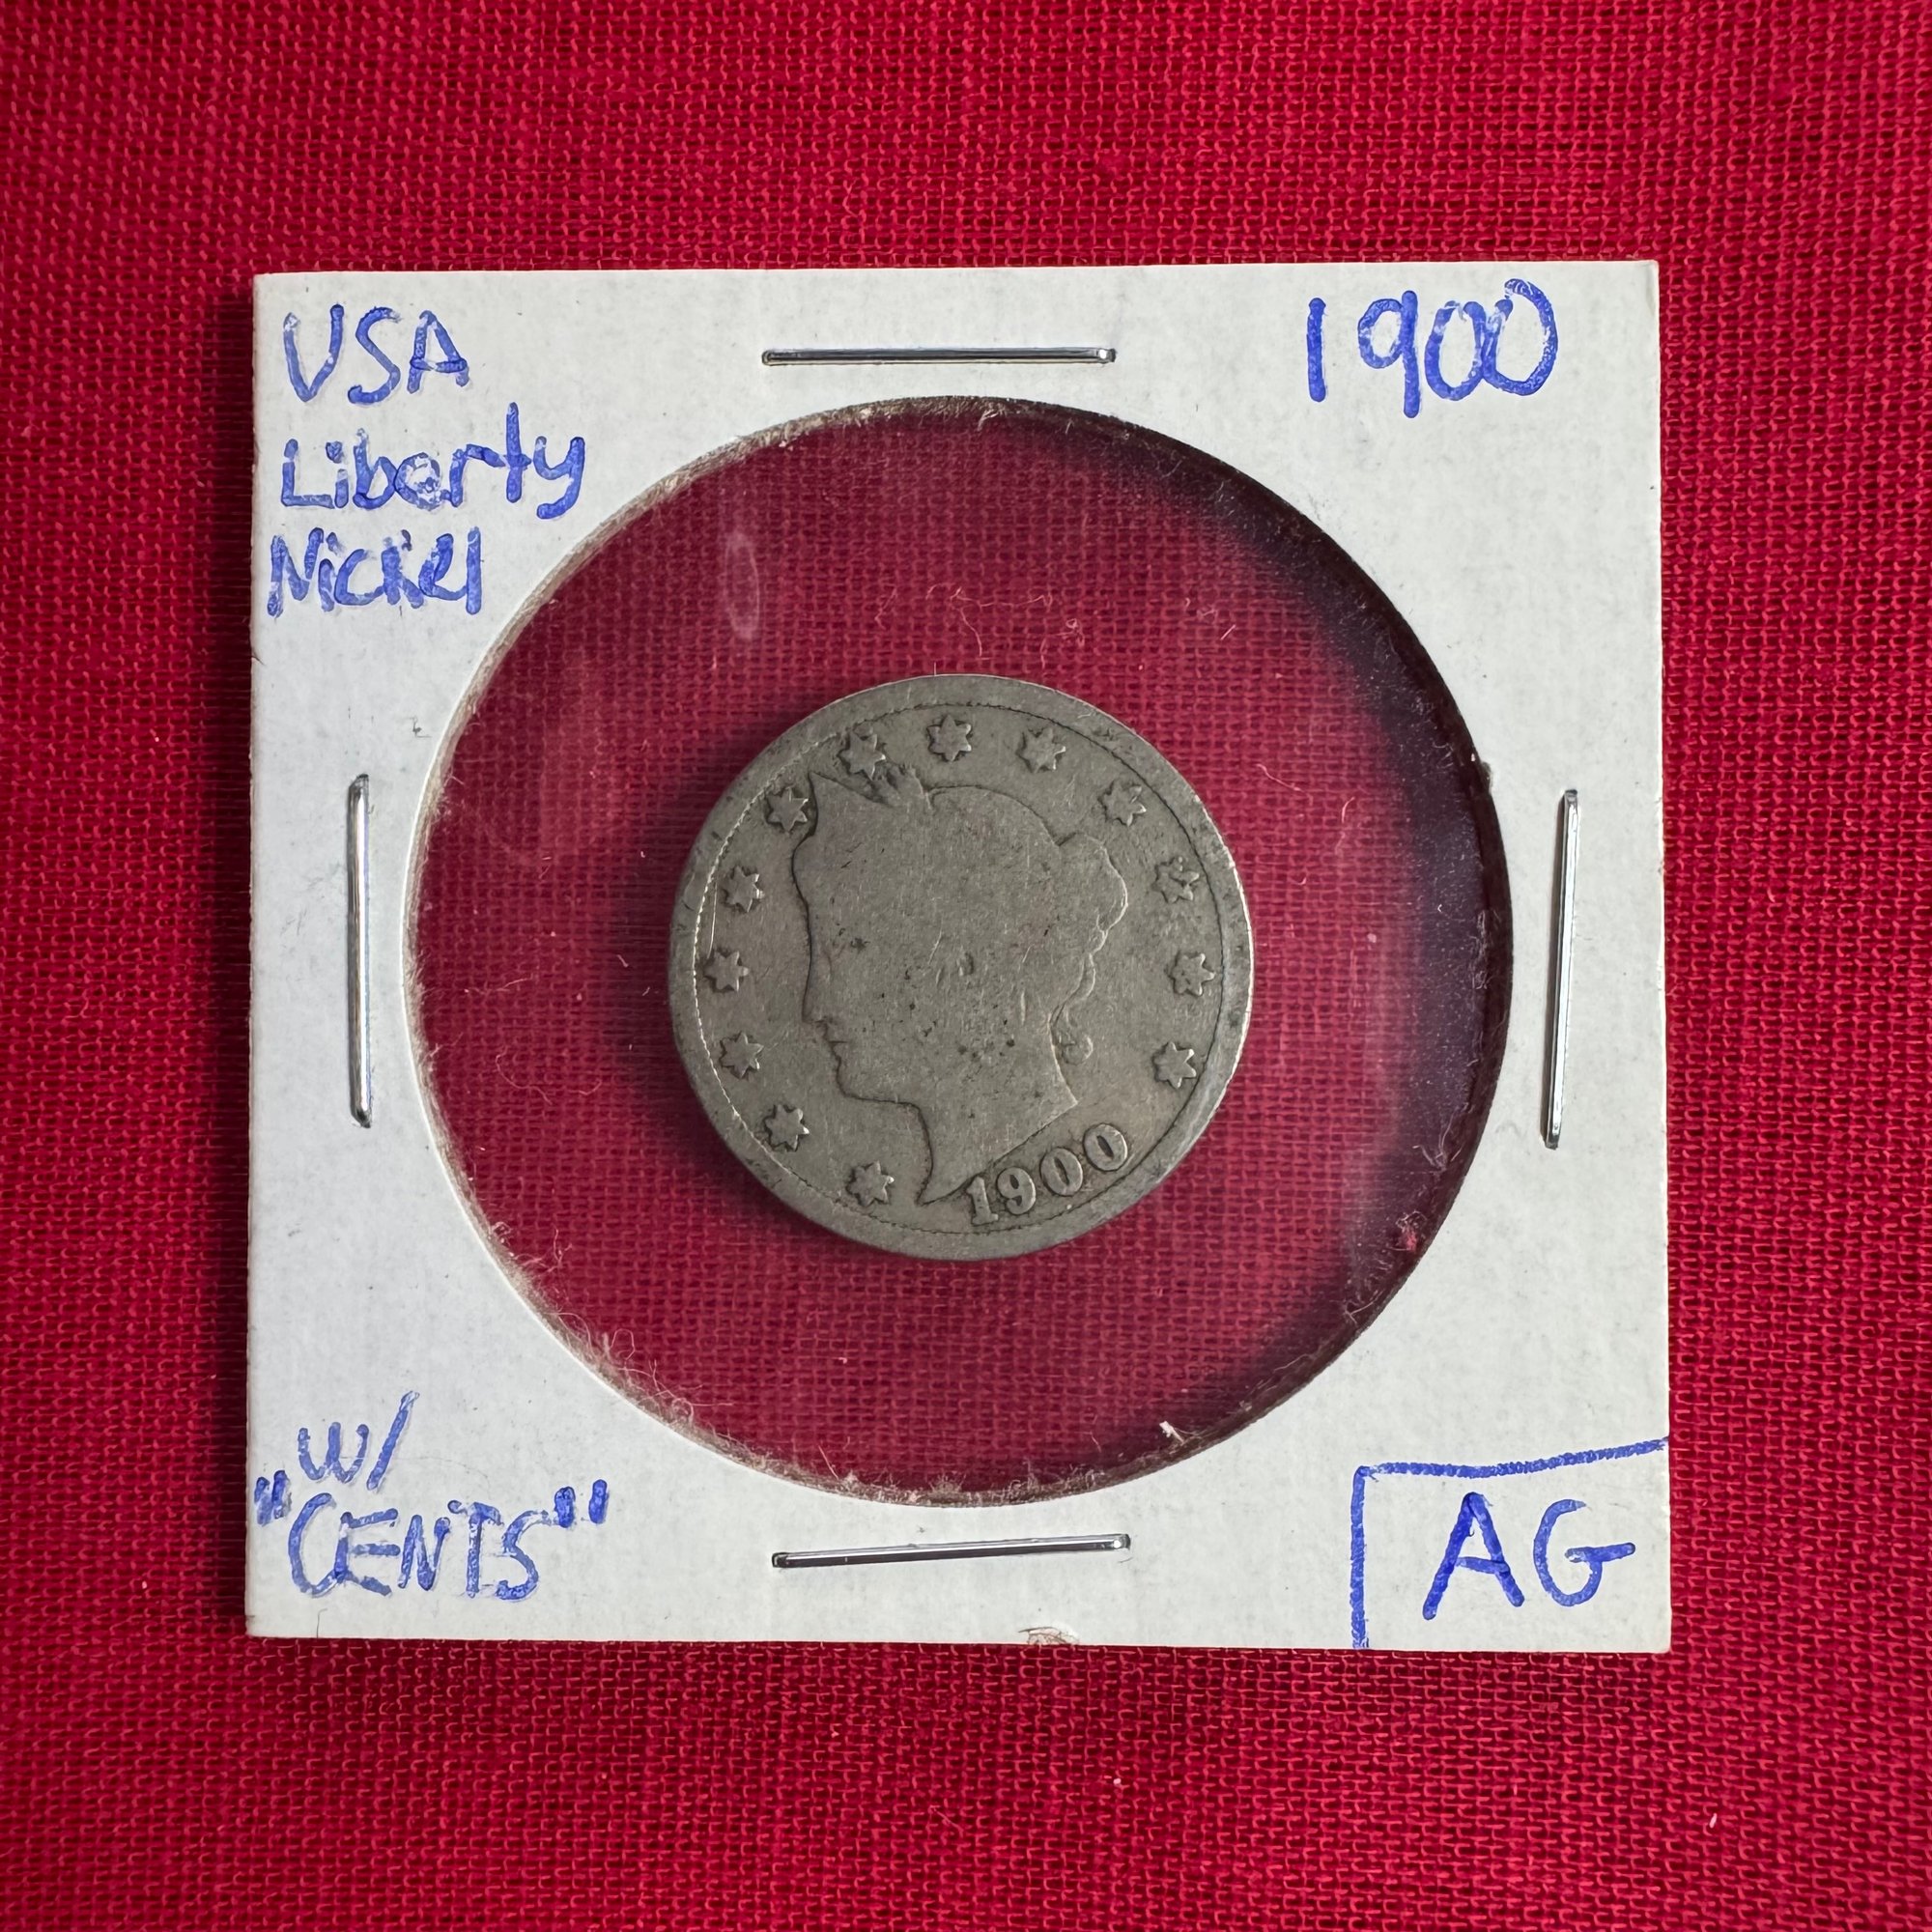 USA
Liberty
Nickel
1900
1900
w/
"CENTS"
AG